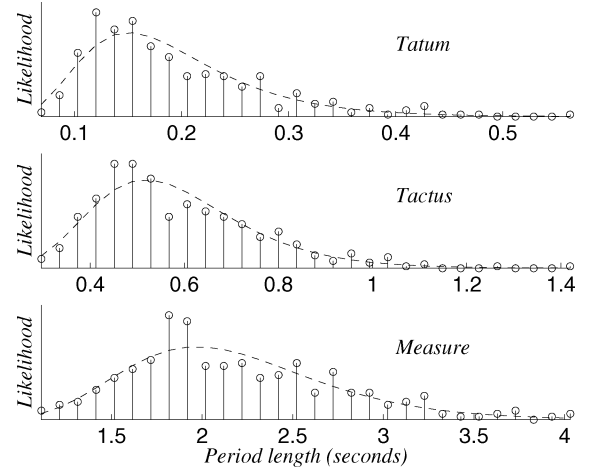 Likelihood
Tatum
0.1 0.2 0.3 0.4 0.5
Likelihood
Tactus
0.4 0.6 0.8 1 1.2 1.4
Likelihood
Measure
1.5 2 2.5 3 3.5 4
Period length (seconds)